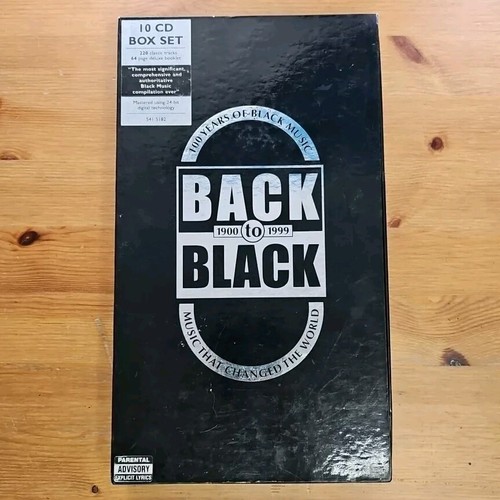 10 CD
BOX SET
228 classic tracks
64 page deluxe booklet
"The most significant,
comprehensive and
authoritative
Black Music
compilation ever"
Mastered using 24 bit
digital technology
541 5182
100 YEARS OF BLACK MUSIC
BACK
1900 to 1999
BLACK
MUSIC THAT CHANGED THE WORLD
PARENTAL
ADVISORY
EXPLICIT LYRICS